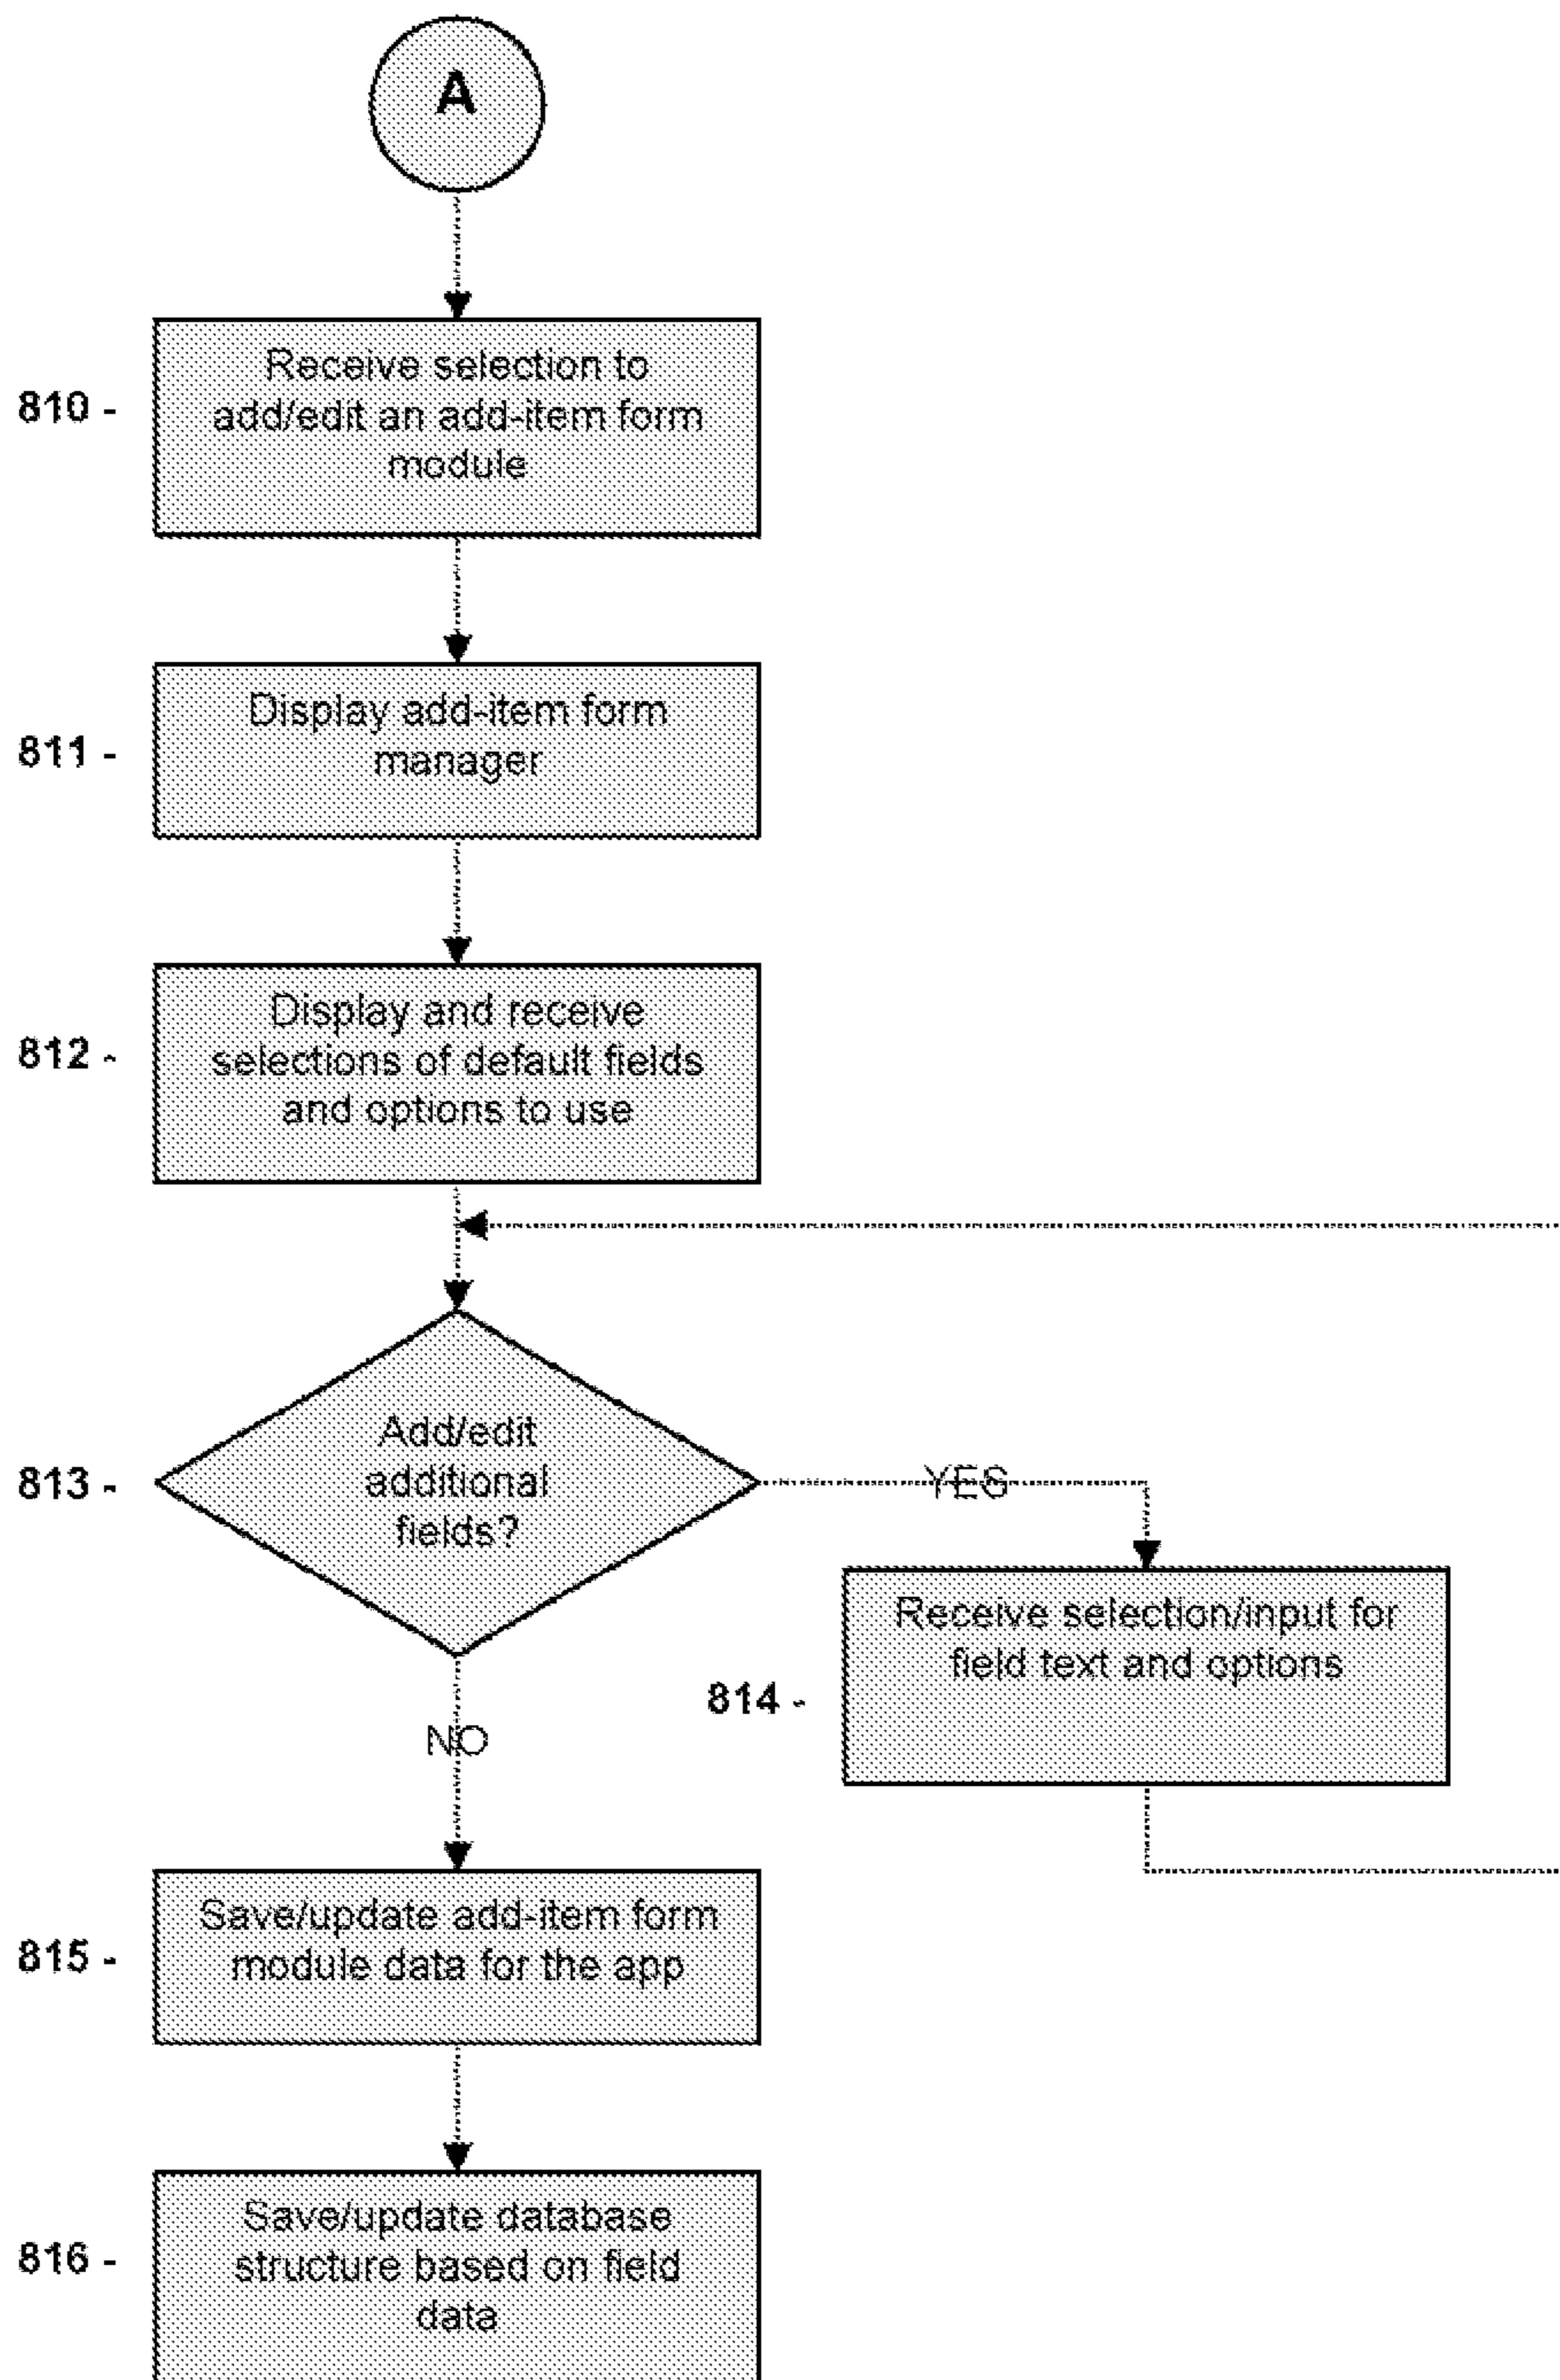 A
810 -
Receive selection to
add/edit an add-item form
module
811 -
Display add-item form
manager
812 -
Display and receive
selections of default fields
and options to use
813 -
Add/edit
additional
fields?
YES
814 -
Receive selection/input for
field text and options
NO
815 -
Save/update add-item form
module data for the app
816 -
Save/update database
structure based on field
data